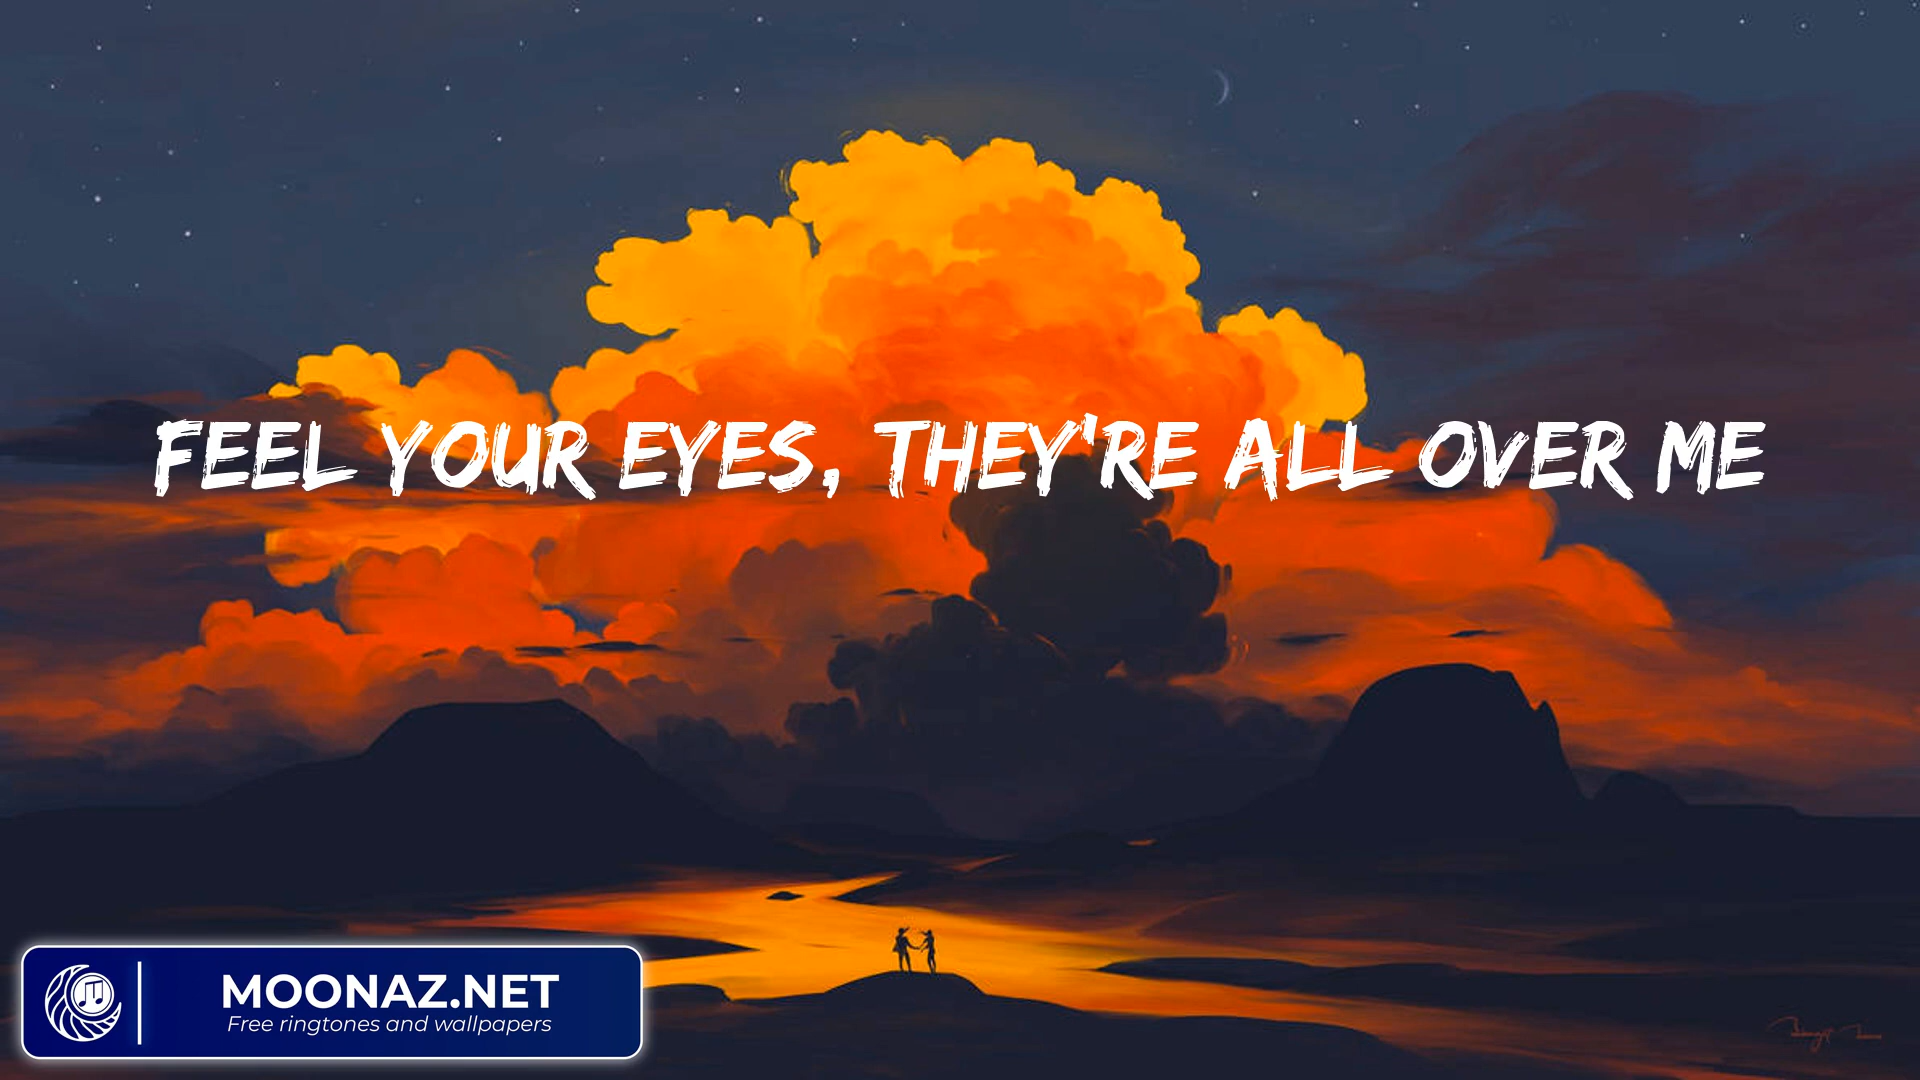 FEEL YOUR EYES, THEY'RE ALL OVER ME
MOONAZ.NET
Free ringtones and wallpapers